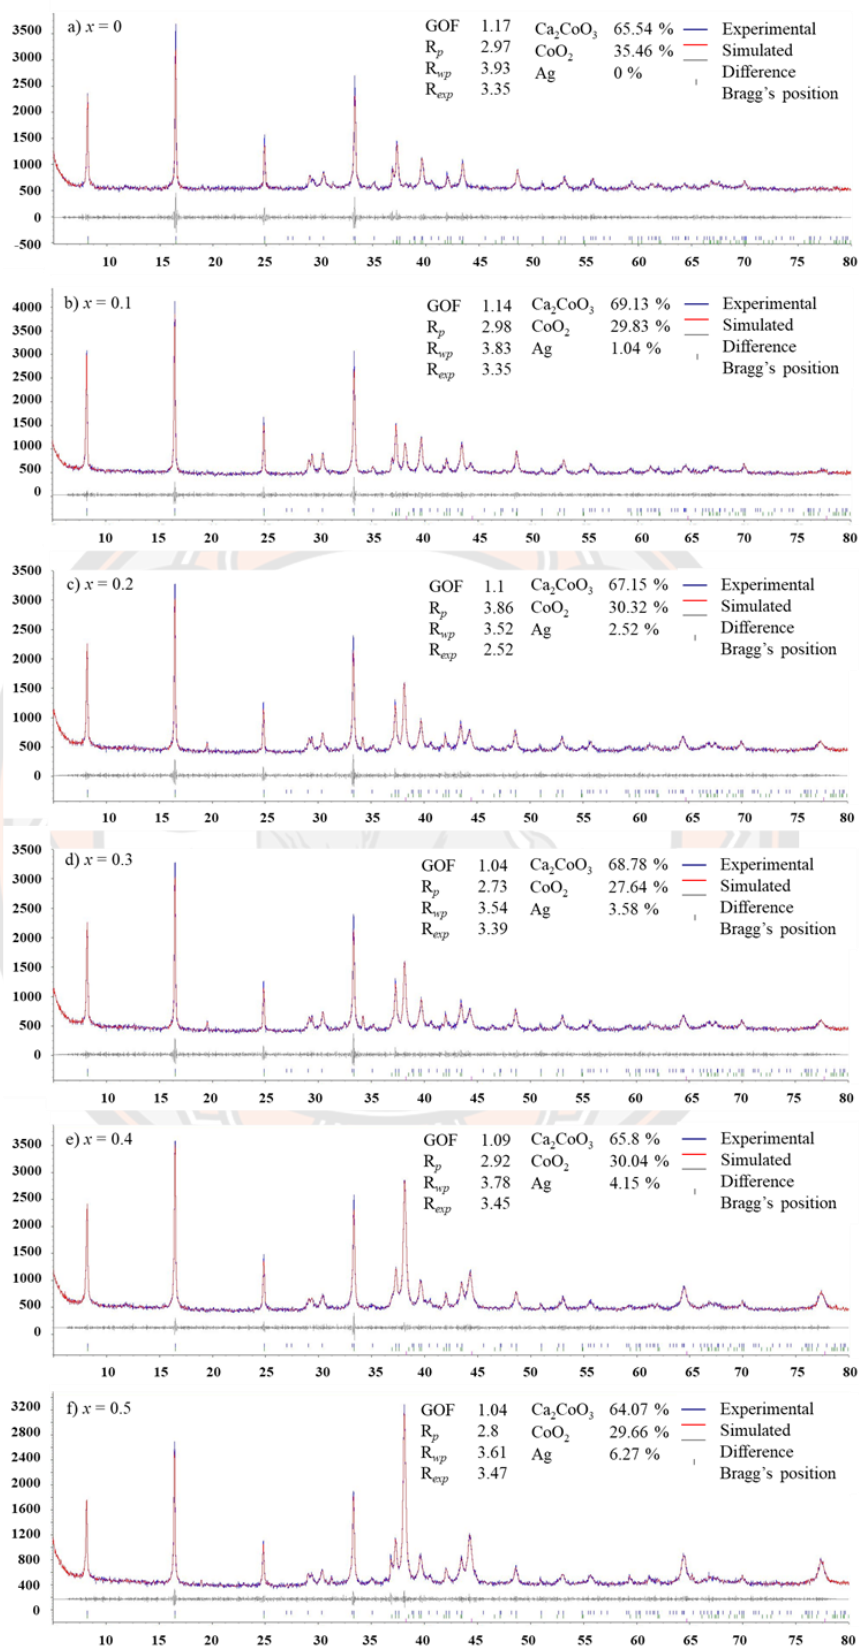 a) x = 0
GOF 1.17 Ca₂CoO₃ 65.54 % Experimental
Rₚ 2.97 CoO₂ 35.46 % Simulated
R_wp 3.93 Ag 0 % Difference
R_exp 3.35 Bragg's position
3500
3000
2500
2000
1500
1000
500
0
-500
10 15 20 25 30 35 40 45 50 55 60 65 70 75 80
b) x = 0.1
GOF 1.14 Ca₂CoO₃ 69.13 % Experimental
Rₚ 2.98 CoO₂ 29.83 % Simulated
R_wp 3.83 Ag 1.04 % Difference
R_exp 3.35 Bragg's position
4000
3500
3000
2500
2000
1500
1000
500
0
10 15 20 25 30 35 40 45 50 55 60 65 70 75 80
c) x = 0.2
GOF 1.1 Ca₂CoO₃ 67.15 % Experimental
Rₚ 3.86 CoO₂ 30.32 % Simulated
R_wp 3.52 Ag 2.52 % Difference
R_exp 2.52 Bragg's position
3500
3000
2500
2000
1500
1000
500
0
10 15 20 25 30 35 40 45 50 55 60 65 70 75 80
d) x = 0.3
GOF 1.04 Ca₂CoO₃ 68.78 % Experimental
Rₚ 2.73 CoO₂ 27.64 % Simulated
R_wp 3.54 Ag 3.58 % Difference
R_exp 3.39 Bragg's position
3500
3000
2500
2000
1500
1000
500
0
10 15 20 25 30 35 40 45 50 55 60 65 70 75 80
e) x = 0.4
GOF 1.09 Ca₂CoO₃ 65.8 % Experimental
Rₚ 2.92 CoO₂ 30.04 % Simulated
R_wp 3.78 Ag 4.15 % Difference
R_exp 3.45 Bragg's position
3500
3000
2500
2000
1500
1000
500
0
10 15 20 25 30 35 40 45 50 55 60 65 70 75 80
f) x = 0.5
GOF 1.04 Ca₂CoO₃ 64.07 % Experimental
Rₚ 2.8 CoO₂ 29.66 % Simulated
R_wp 3.61 Ag 6.27 % Difference
R_exp 3.47 Bragg's position
3200
2800
2400
2000
1600
1200
800
400
0
10 15 20 25 30 35 40 45 50 55 60 65 70 75 80